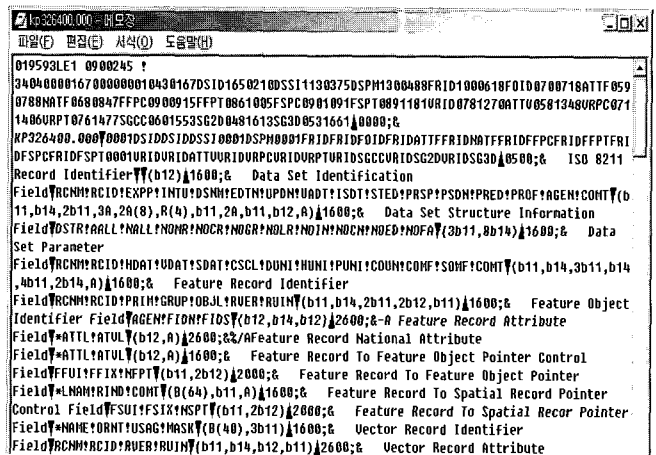 kp326400.000 - 메모장
파일(F) 편집(E) 서식(O) 도움말(H)
019593LE1 0900245 !
3404000016700000001043 0167DSID1650210DSSI1130375DSPM1300488FRID1000618FOID0700718ATTF059
0788NATF0680847FFPC0900915FFPT0861005FSPC0901091FSPT0891181VRID0781270ATTV0581348VRPC071
1406VRPT0761477SGCC0601553SG2D0481613SG3D0531661▲0000;&
KP326400.000▼0001DSIDDSIDDSSI0001DSPM0001FRIDFRIDFOIDFRIDATTFFRIDNATFFRIDFFPCFRIDFFPTFRI
DFSPCFRIDFSPT0001VRIDVRIDATTVVRIDVRPCVRIDVRPTVRIDSGCCVRIDSG2DVRIDSG3D▲0500;& ISO 8211
Record Identifier▼▼(b12)▲1600;& Data Set Identification
Field▼RCNM!RCID!EXPP!INTU!DSNM!EDTN!UPDN!UADT!ISDT!STED!PRSP!PSDN!PRED!PROF!AGEN!COMT▼(b
11,b14,2b11,3A,2A(8),R(4),b11,2A,b11,b12,A)▲1600;& Data Set Structure Information
Field▼DSTR!AALL!NALL!NOMR!NOCR!NOGR!NOLR!NOIN!NOCN!NOED!NOFA▼(3b11,8b14)▲1600;& Data
Set Parameter
Field▼RCNM!RCID!HDAT!VDAT!SDAT!CSCL!DUNI!HUNI!PUNI!COUN!COMF!SOMF!COMT▼(b11,b14,3b11,b14
,4b11,2b14,A)▲1600;& Feature Record Identifier
Field▼RCNM!RCID!PRIM!GRUP!OBJL!RVER!RUIN▼(b11,b14,2b11,2b12,b11)▲1600;& Feature Object
Identifier Field▼AGEN!FIDN!FIDS▼(b12,b14,b12)▲2600;&-A Feature Record Attribute
Field▼*ATTL!ATVL▼(b12,A)▲2600;&%/AFeature Record National Attribute
Field▼*ATTL!ATVL▼(b12,A)▲1600;& Feature Record To Feature Object Pointer Control
Field▼FFUI!FFIX!NFPT▼(b11,2b12)▲2000;& Feature Record To Feature Object Pointer
Field▼*LNAM!RIND!COMT▼(B(64),b11,A)▲1600;& Feature Record To Spatial Record Pointer
Control Field▼FSUI!FSIX!NSPT▼(b11,2b12)▲2000;& Feature Record To Spatial Recor Pointer
Field▼*NAME!ORNT!USAG!MASK▼(B(40),3b11)▲1600;& Vector Record Identifier
Field▼RCNM!RCID!RVER!RUIN▼(b11,b14,b12,b11)▲2600;& Vector Record Attribute